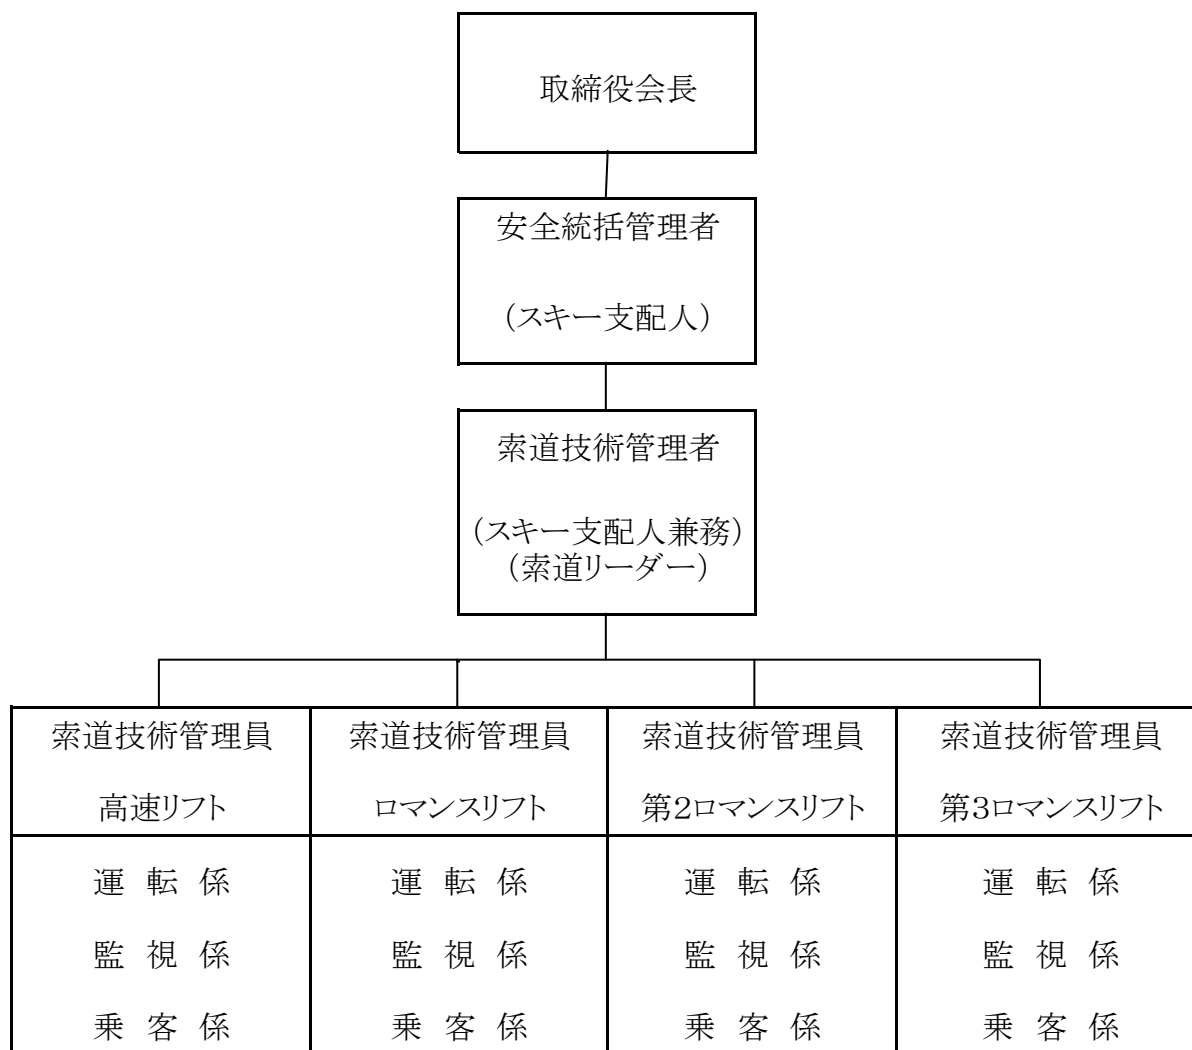 取締役会長
安全統括管理者
(スキー支配人)
索道技術管理者
(スキー支配人兼務)
(索道リーダー)
索道技術管理員 索道技術管理員 索道技術管理員 索道技術管理員
高速リフト ロマンスリフト 第2ロマンスリフト 第3ロマンスリフト
運 転 係 運 転 係 運 転 係 運 転 係
監 視 係 監 視 係 監 視 係 監 視 係
乗 客 係 乗 客 係 乗 客 係 乗 客 係